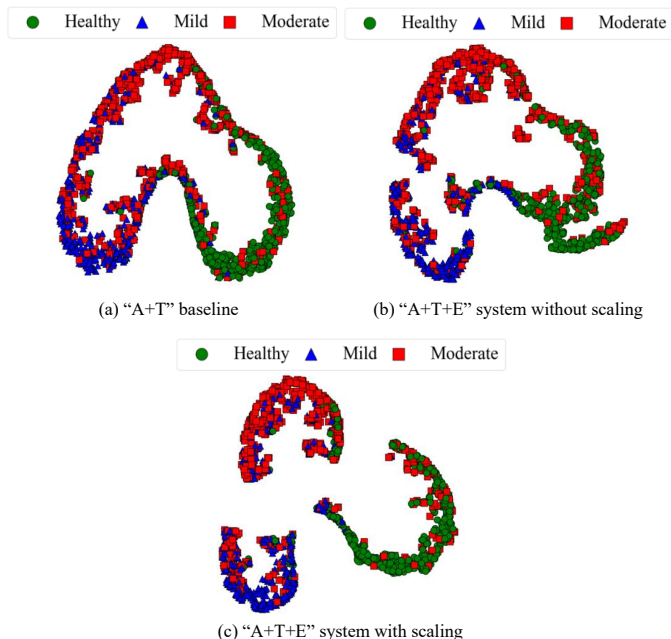 Healthy Mild Moderate
Healthy Mild Moderate
(a) “A+T” baseline
(b) “A+T+E” system without scaling
Healthy Mild Moderate
(c) “A+T+E” system with scaling